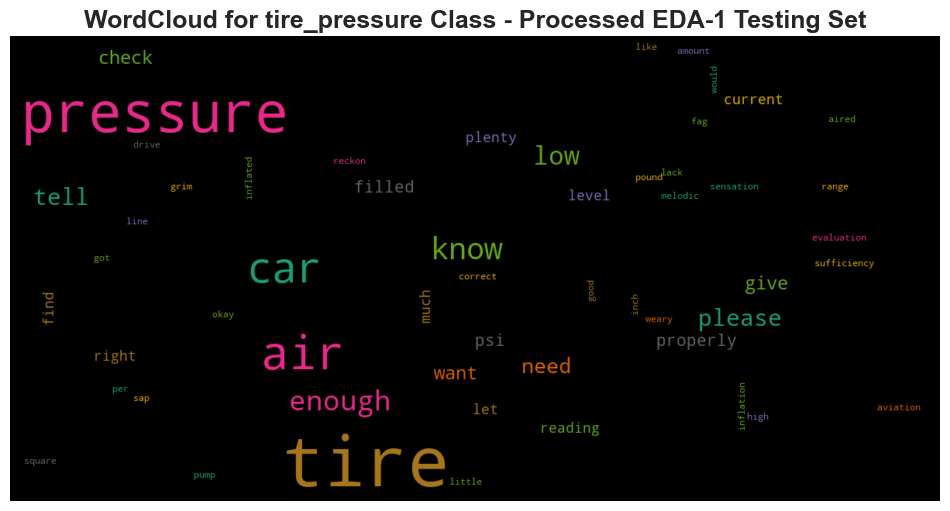 WordCloud for tire_pressure Class - Processed EDA-1 Testing Set
like
amount
check
would
current
pressure
fag
aired
drive
plenty
low
reckon
inflated
lack
pound
grim
filled
sensation
range
tell
level
melodic
line
know
evaluation
got
car
correct
sufficiency
give
good
find
much
inch
okay
please
weary
psi
properly
air
right
want
need
per
sap
enough
let
inflation
high
aviation
reading
tire
square
pump
little